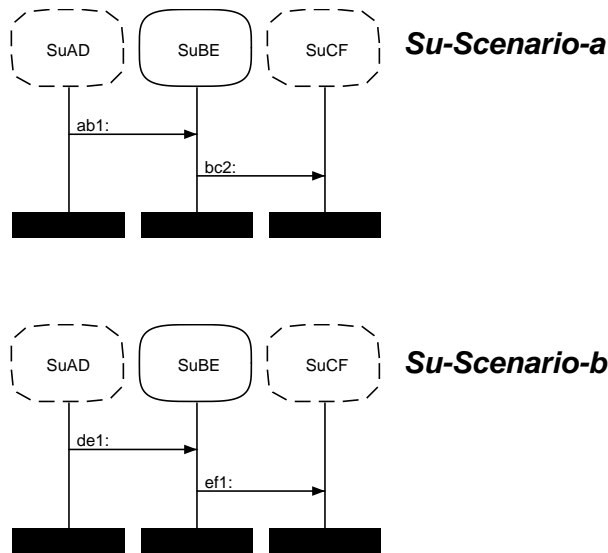 SuAD SuBE SuCF Su-Scenario-a
ab1:
bc2:
SuAD SuBE SuCF Su-Scenario-b
de1:
ef1: